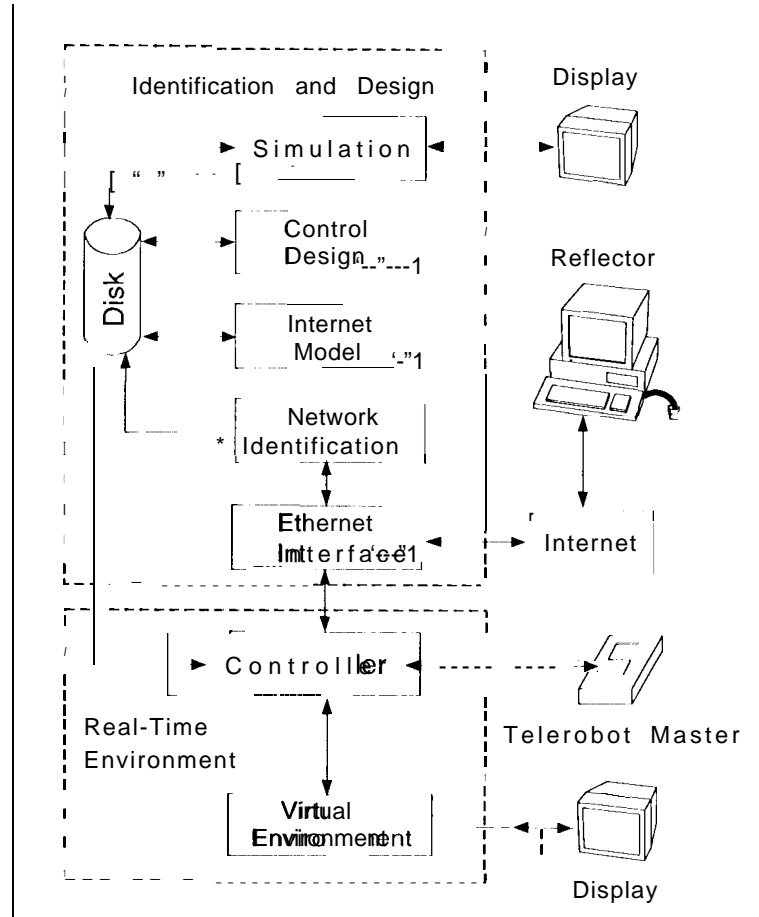 Identification and Design
Display
Simulation
Control
Design
Reflector
Disk
Internet
Model
Network
Identification
Ethernet
Interface
Internet
Controller
Real-Time
Environment
Telerobot Master
Virtual
Environment
Display